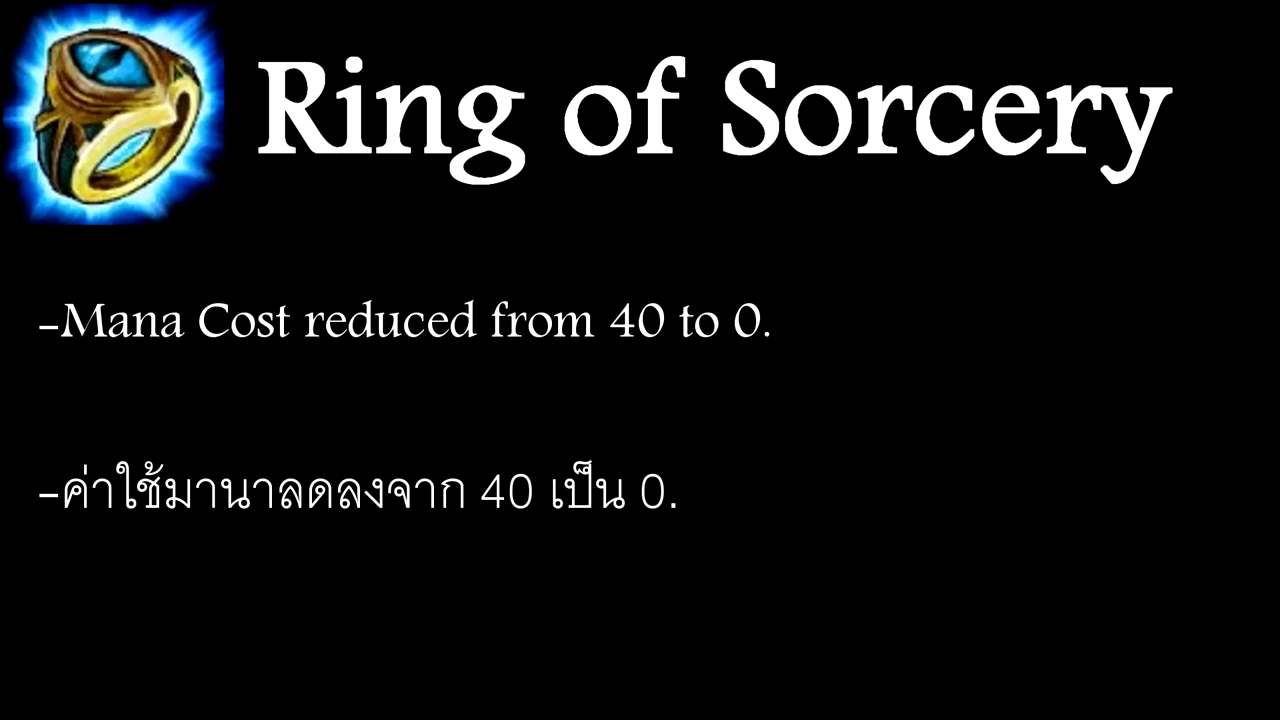 Ring of Sorcery
-Mana Cost reduced from 40 to 0.
-ค่าใช้มานาลดลงจาก 40 เป็น 0.